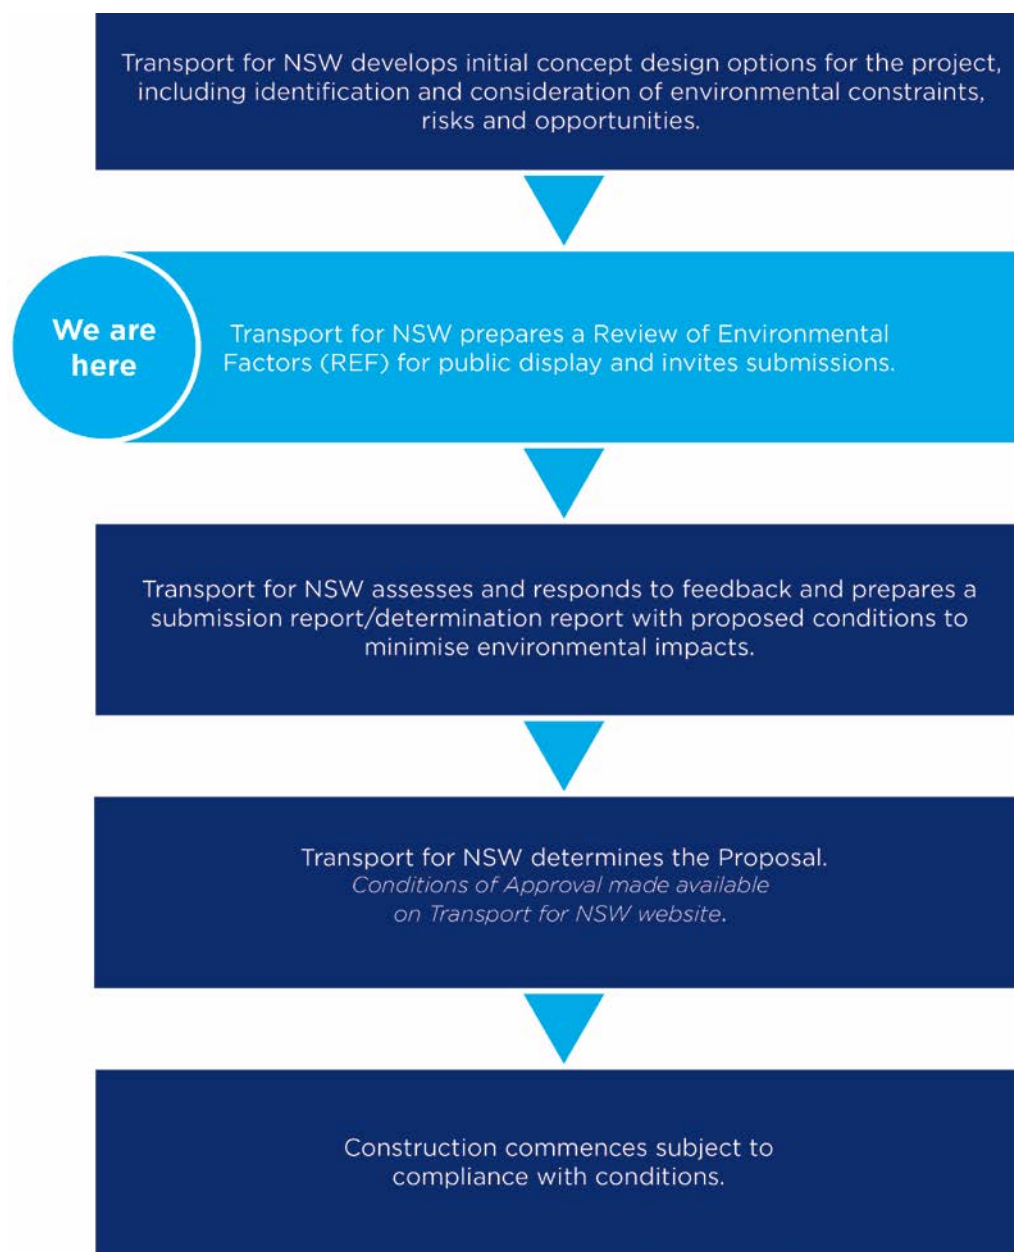 Transport for NSW develops initial concept design options for the project,
including identification and consideration of environmental constraints,
risks and opportunities.
We are
here
Transport for NSW prepares a Review of Environmental
Factors (REF) for public display and invites submissions.
Transport for NSW assesses and responds to feedback and prepares a
submission report/determination report with proposed conditions to
minimise environmental impacts.
Transport for NSW determines the Proposal.
Conditions of Approval made available
on Transport for NSW website.
Construction commences subject to
compliance with conditions.